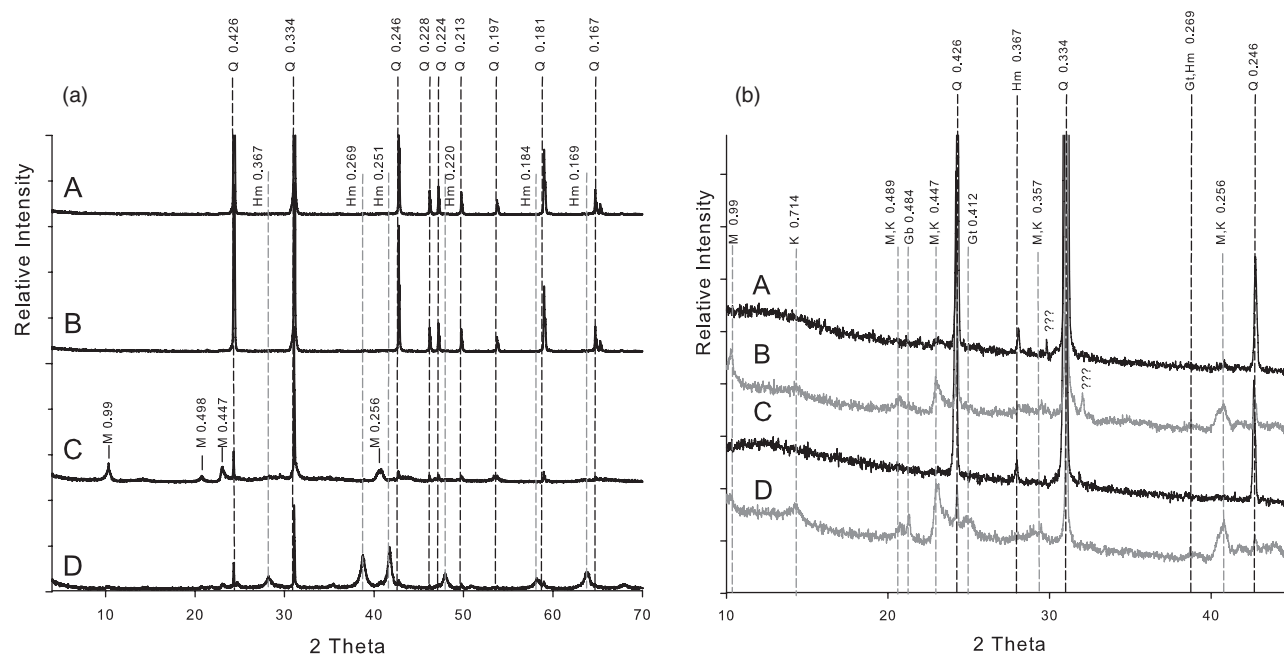 (a)
Relative Intensity
Q 0.426
Q 0.334
Q 0.246
Q 0.228
Q 0.224
Q 0.213
Q 0.197
Q 0.181
Q 0.167
Hm 0.367
Hm 0.269
Hm 0.251
Hm 0.220
Hm 0.184
Hm 0.169
A
B
C
M 0.99
M 0.498
M 0.447
M 0.256
D
10 20 30 40 50 60 70
2 Theta
(b)
Relative Intensity
Q 0.426
Hm 0.367
Q 0.334
Gt,Hm 0.269
Q 0.246
M 0.99
K 0.714
M,K 0.489
Gb 0.484
M,K 0.447
Gt 0.412
M,K 0.357
M,K 0.256
A
???
B
???
C
D
10 20 30 40
2 Theta